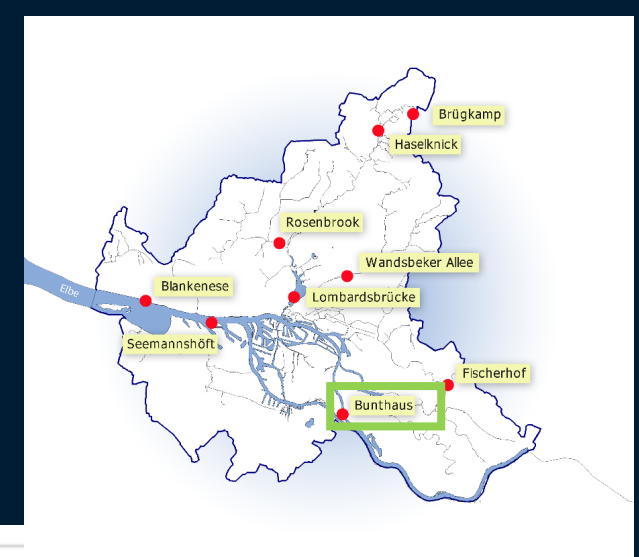 Brügkamp
Haselknick
Rosenbrook
Wandsbeker Allee
Blankenese
Elbe
Lombardsbrücke
Seemannshöft
Fischerhof
Bunthaus